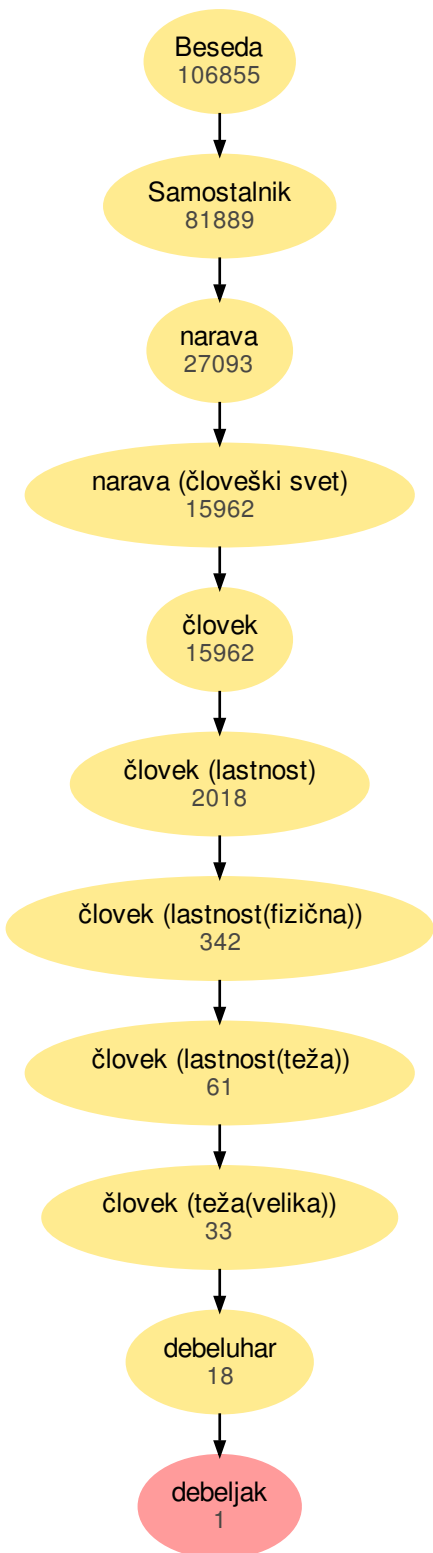 Beseda
106855
Samostalnik
81889
narava
27093
narava (človeški svet)
15962
človek
15962
človek (lastnost)
2018
človek (lastnost(fizična))
342
človek (lastnost(teža))
61
človek (teža(velika))
33
debeluhar
18
debeljak
1